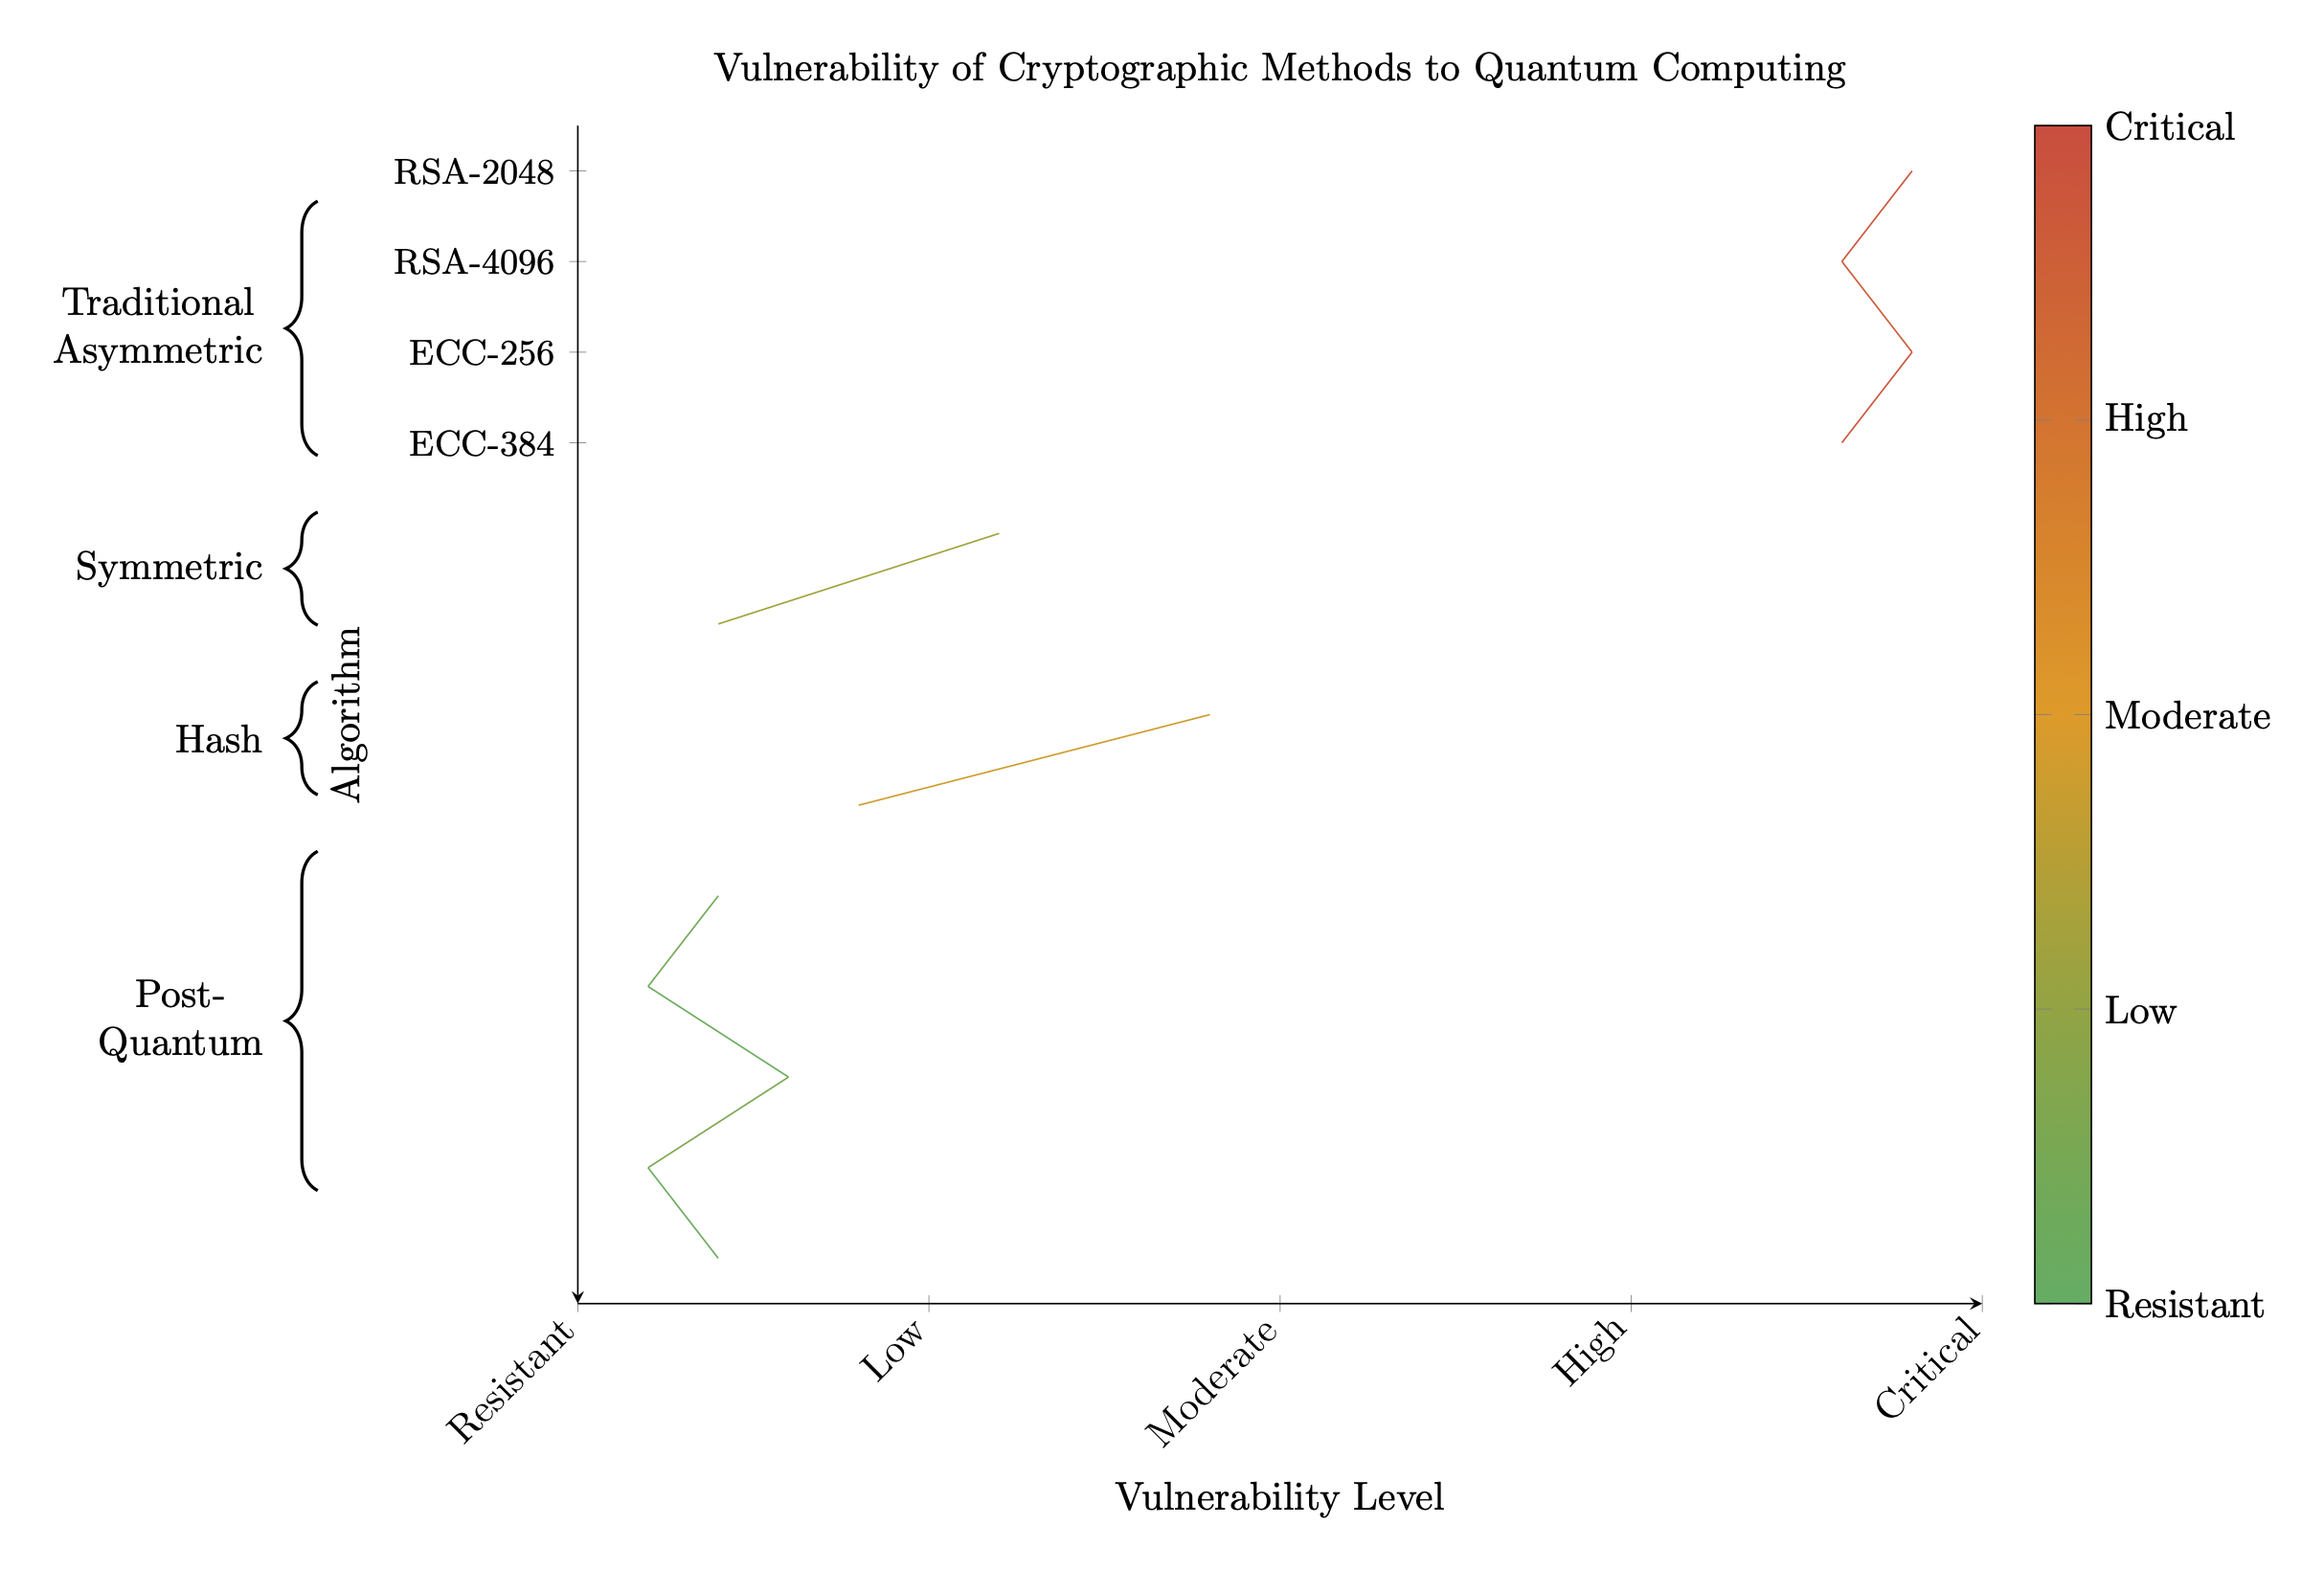 Vulnerability of Cryptographic Methods to Quantum Computing
RSA-2048
RSA-4096
ECC-256
ECC-384
Traditional
Asymmetric
Symmetric
Hash
Post-
Quantum
Algorithm
Resistant
Low
Moderate
High
Critical
Vulnerability Level
Critical
High
Moderate
Low
Resistant